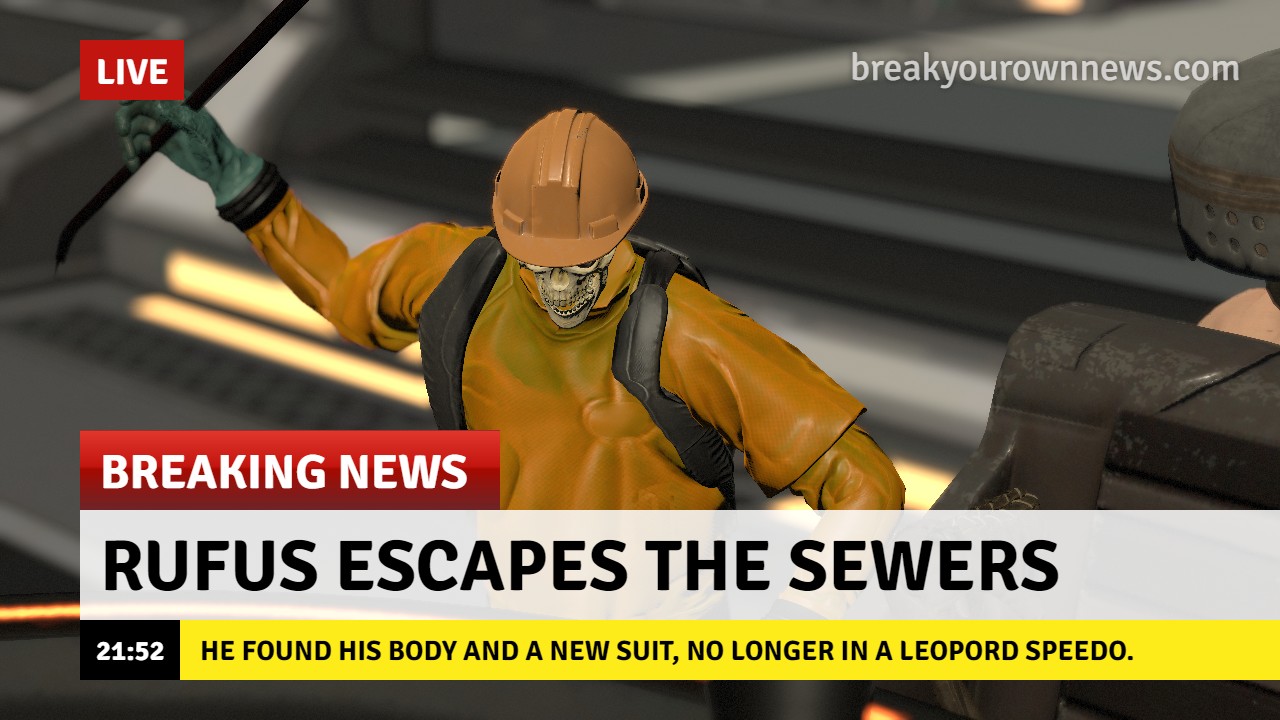 LIVE
breakyourownnews.com
BREAKING NEWS
RUFUS ESCAPES THE SEWERS
21:52 HE FOUND HIS BODY AND A NEW SUIT, NO LONGER IN A LEOPORD SPEEDO.